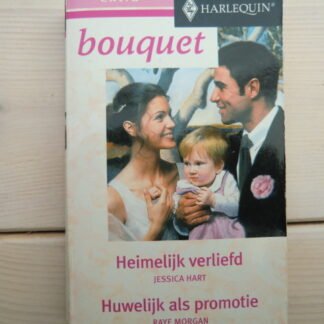 HARLEQUIN®
bouquet
Heimelijk verliefd
JESSICA HART
Huwelijk als promotie
RAYE MORGAN